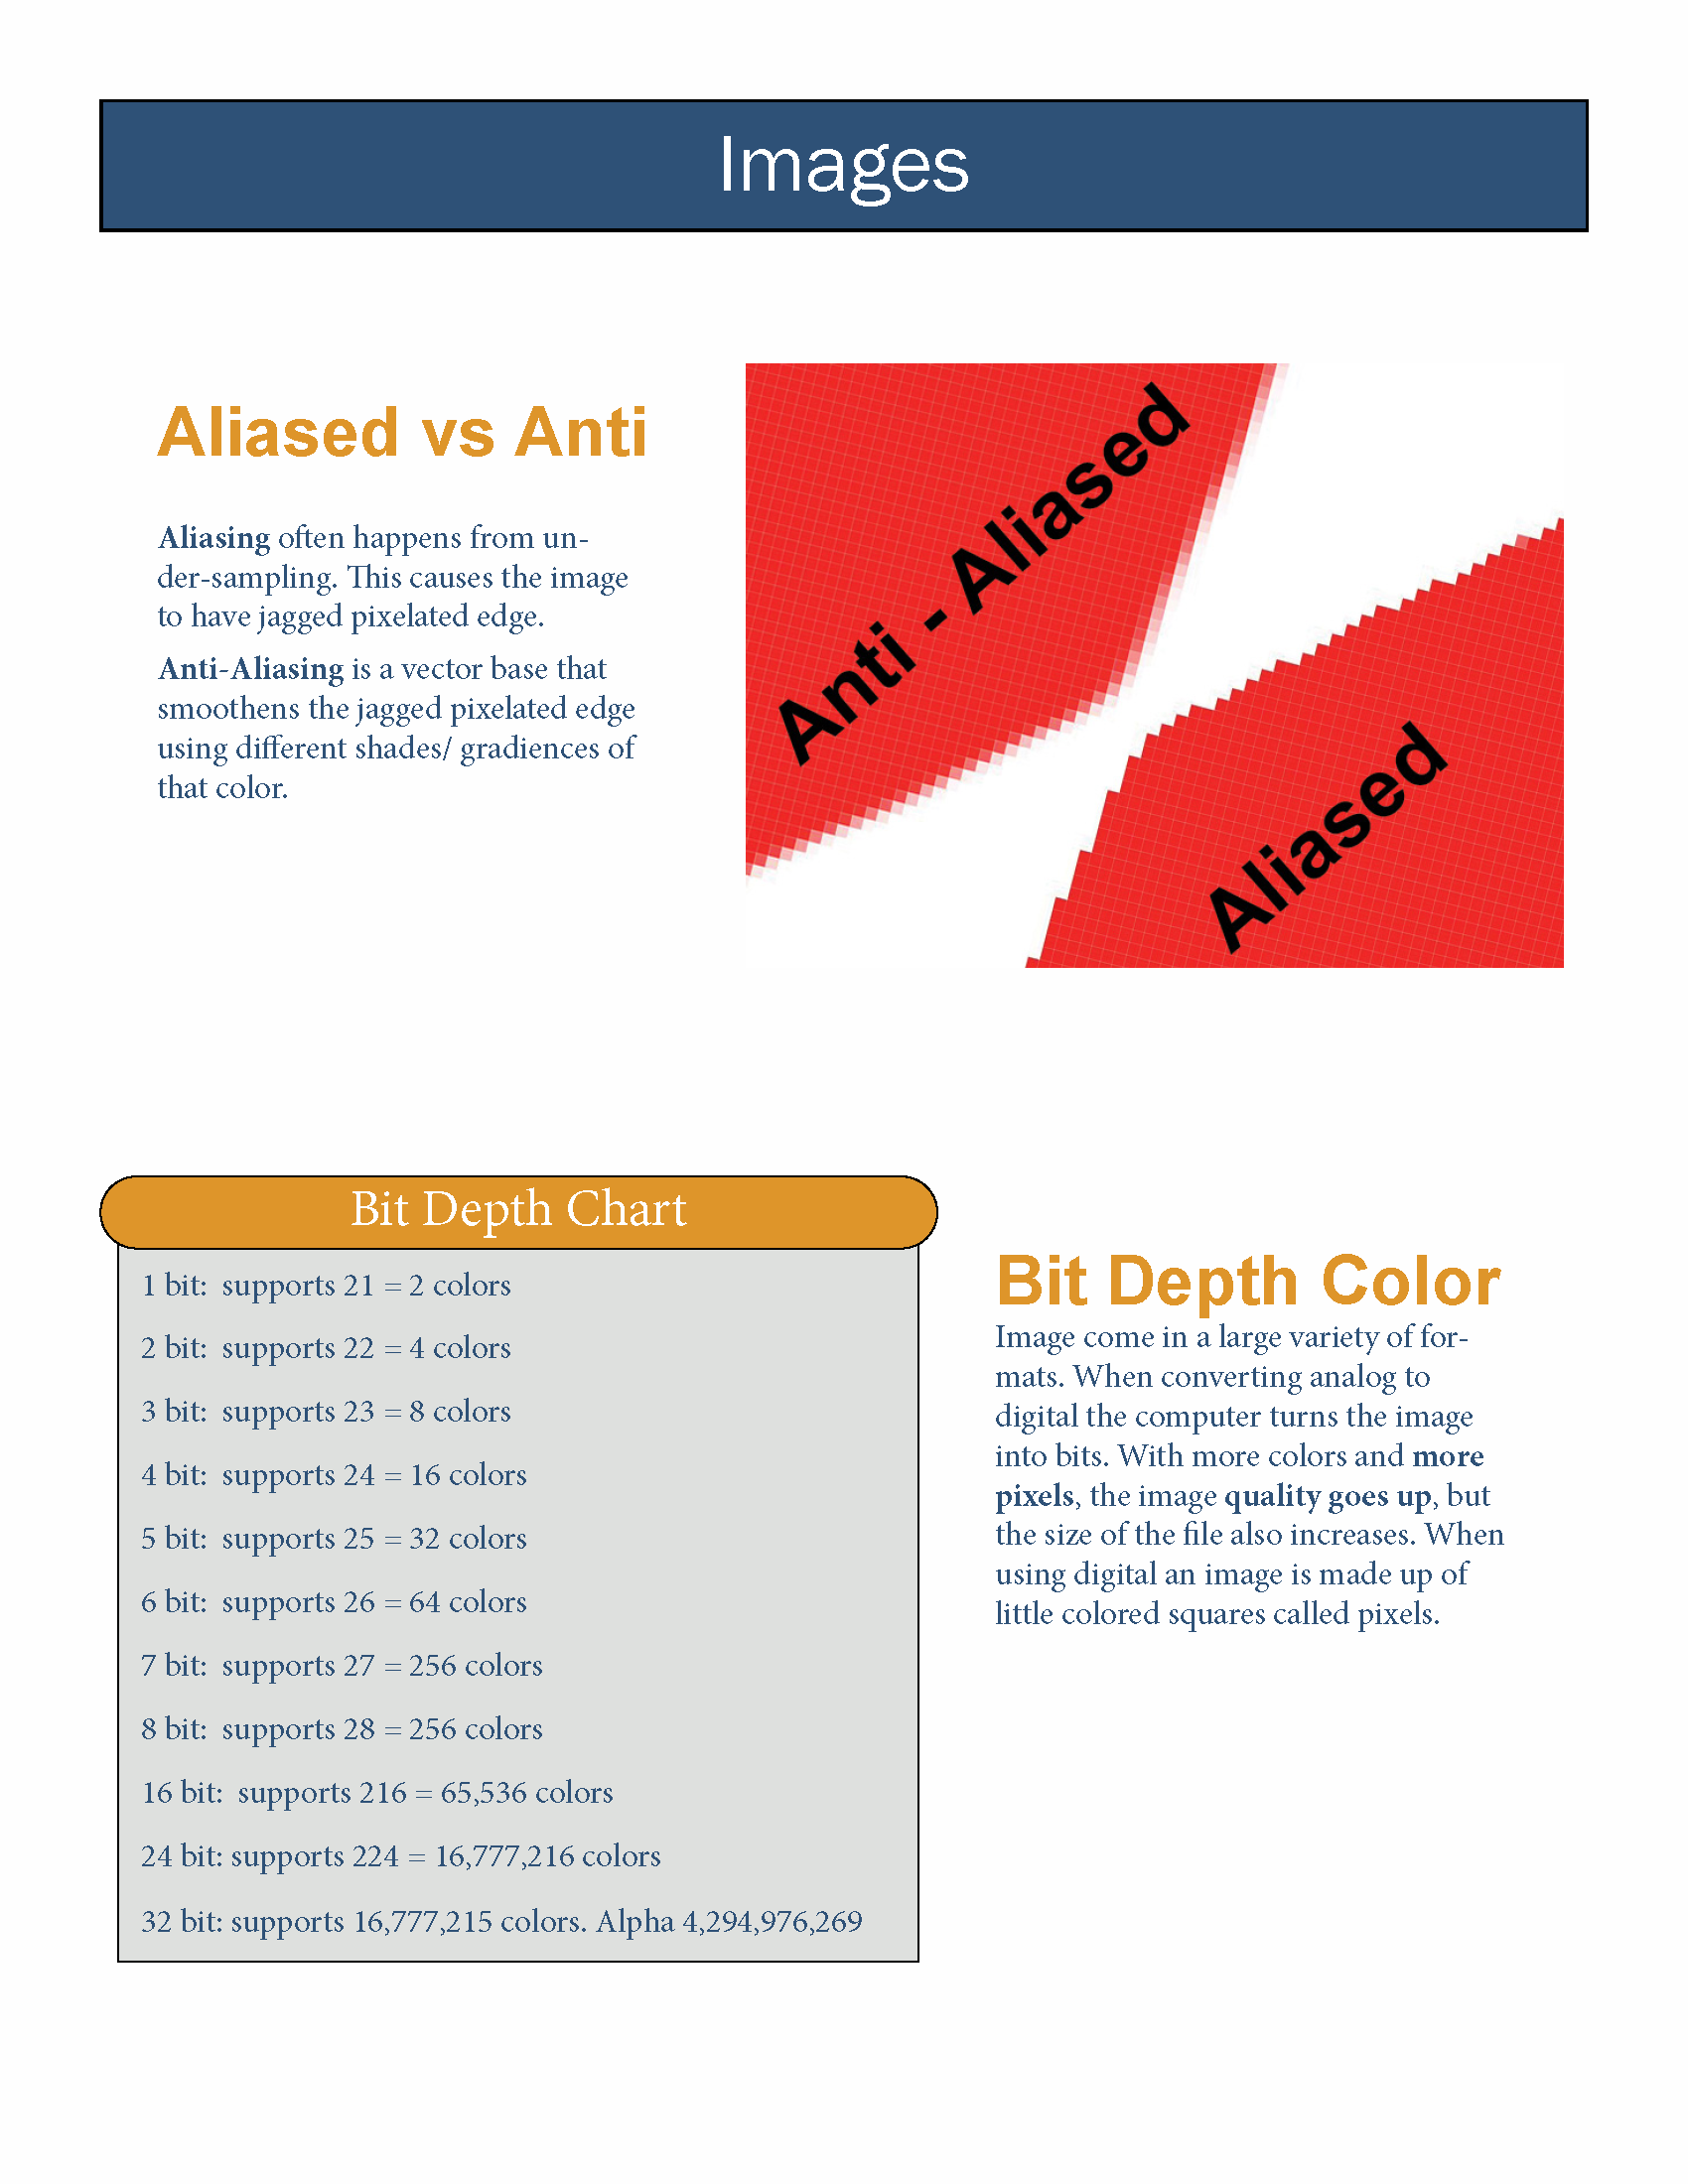 Images
Aliased vs Anti
Aliasing often happens from un-
der-sampling. This causes the image
to have jagged pixelated edge.
Anti-Aliasing is a vector base that
smoothens the jagged pixelated edge
using different shades/ gradiences of
that color.
Anti - Aliased
Aliased
Bit Depth Chart
1 bit: supports 21 = 2 colors
2 bit: supports 22 = 4 colors
3 bit: supports 23 = 8 colors
4 bit: supports 24 = 16 colors
5 bit: supports 25 = 32 colors
6 bit: supports 26 = 64 colors
7 bit: supports 27 = 256 colors
8 bit: supports 28 = 256 colors
16 bit: supports 216 = 65,536 colors
24 bit: supports 224 = 16,777,216 colors
32 bit: supports 16,777,215 colors. Alpha 4,294,976,269
Bit Depth Color
Image come in a large variety of for-
mats. When converting analog to
digital the computer turns the image
into bits. With more colors and more
pixels, the image quality goes up, but
the size of the file also increases. When
using digital an image is made up of
little colored squares called pixels.